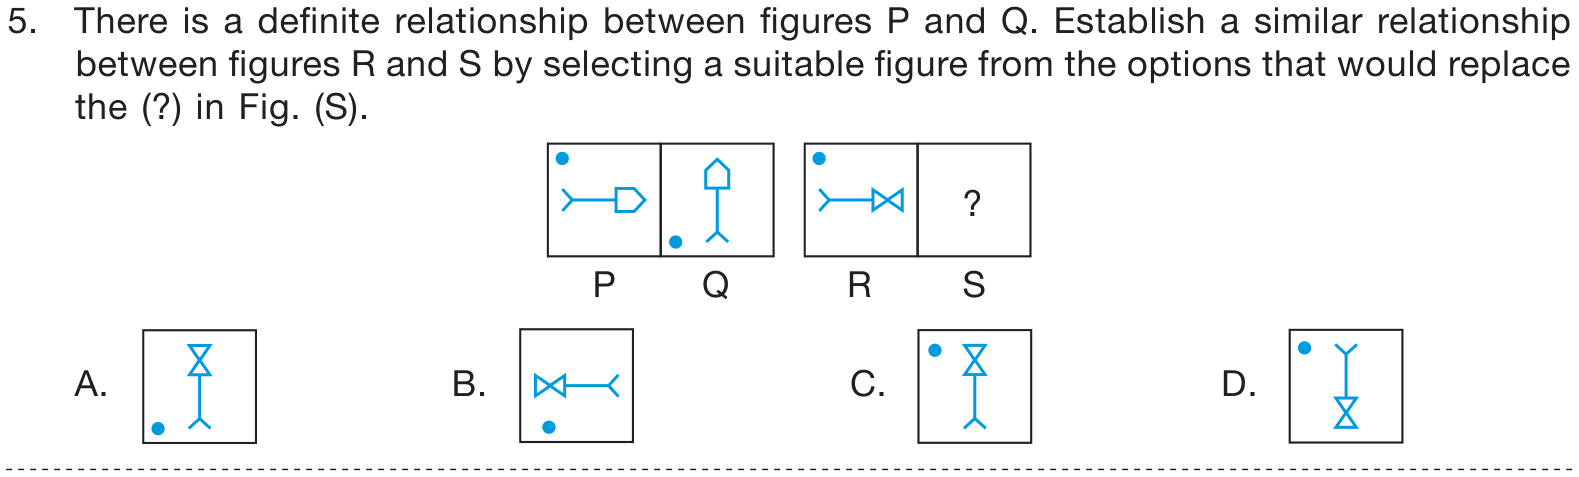 5. There is a definite relationship between figures P and Q. Establish a similar relationship
between figures R and S by selecting a suitable figure from the options that would replace
the (?) in Fig. (S).
?
P Q R S
A. B. C. D.